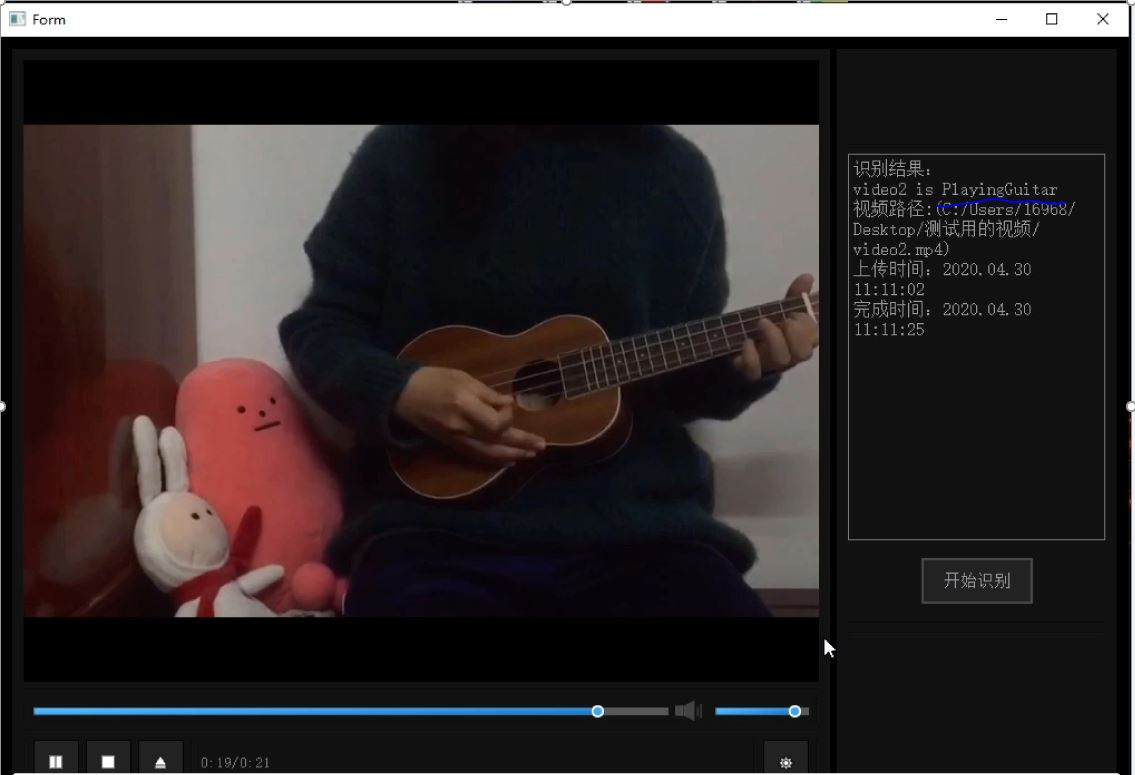 Form
识别结果:
video2 is PlayingGuitar
视频路径:(C:/Users/16968/
Desktop/测试用的视频/
video2.mp4)
上传时间: 2020.04.30
11:11:02
完成时间: 2020.04.30
11:11:25
开始识别
0:19/0:21